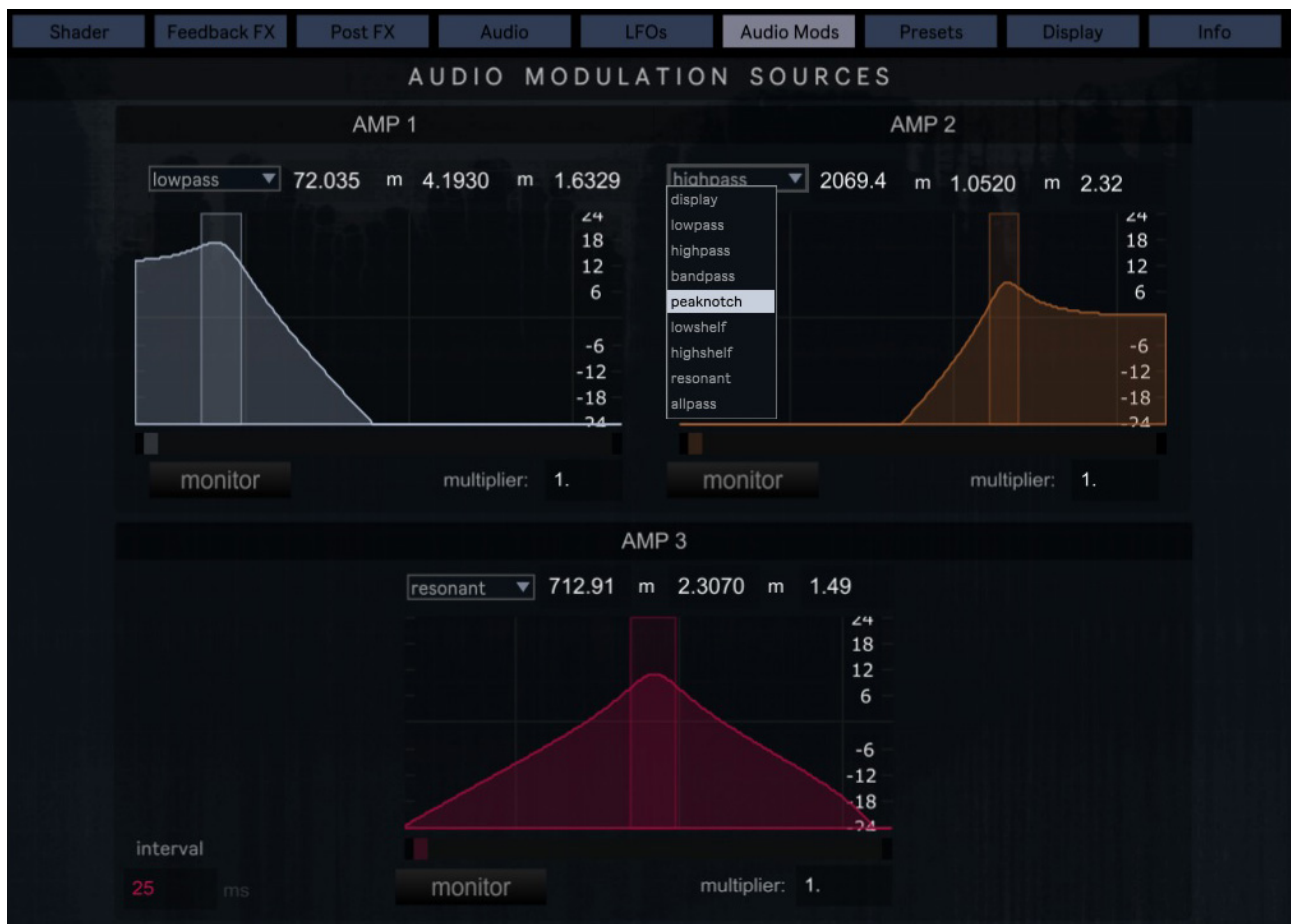 Shader Feedback FX Post FX Audio LFOs Audio Mods Presets Display Info
AUDIO MODULATION SOURCES
AMP 1
lowpass 72.035 m 4.1930 m 1.6329
24
18
12
6
-6
-12
-18
-24
monitor multiplier: 1.
AMP 2
highpass 2069.4 m 1.0520 m 2.32
display
lowpass
highpass
bandpass
peaknotch
lowshelf
highshelf
resonant
allpass
24
18
12
6
-6
-12
-18
-24
monitor multiplier: 1.
AMP 3
resonant 712.91 m 2.3070 m 1.49
24
18
12
6
-6
-12
-18
-24
interval
25 ms
monitor multiplier: 1.